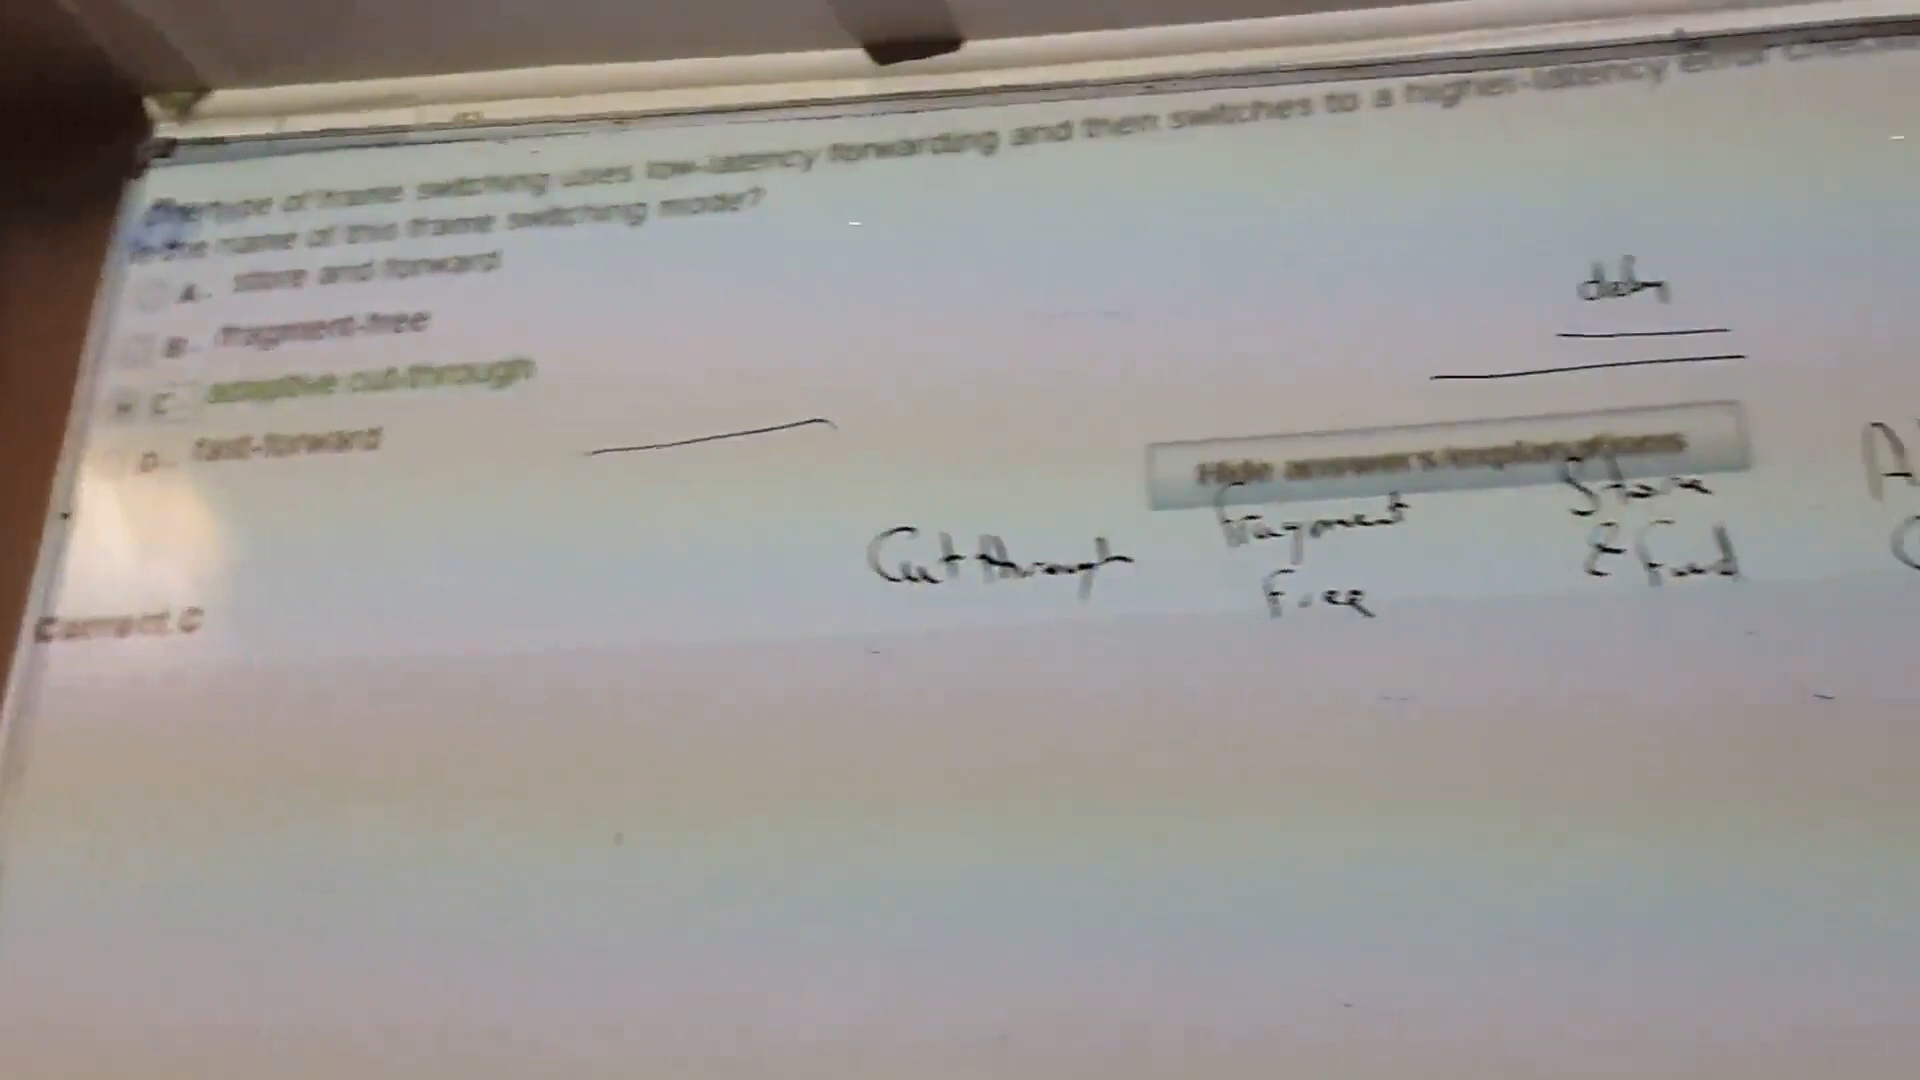 type of frame switching uses low-latency forwarding and then switches to a higher-latency error
the name of this frame switching mode?
A. store and forward
B. fragment-free
C. adaptive cut-through
D. fast-forward
delay
Hide answers/explanations
Cut through
Fragment
Free
Store
& Fwd
Correct C